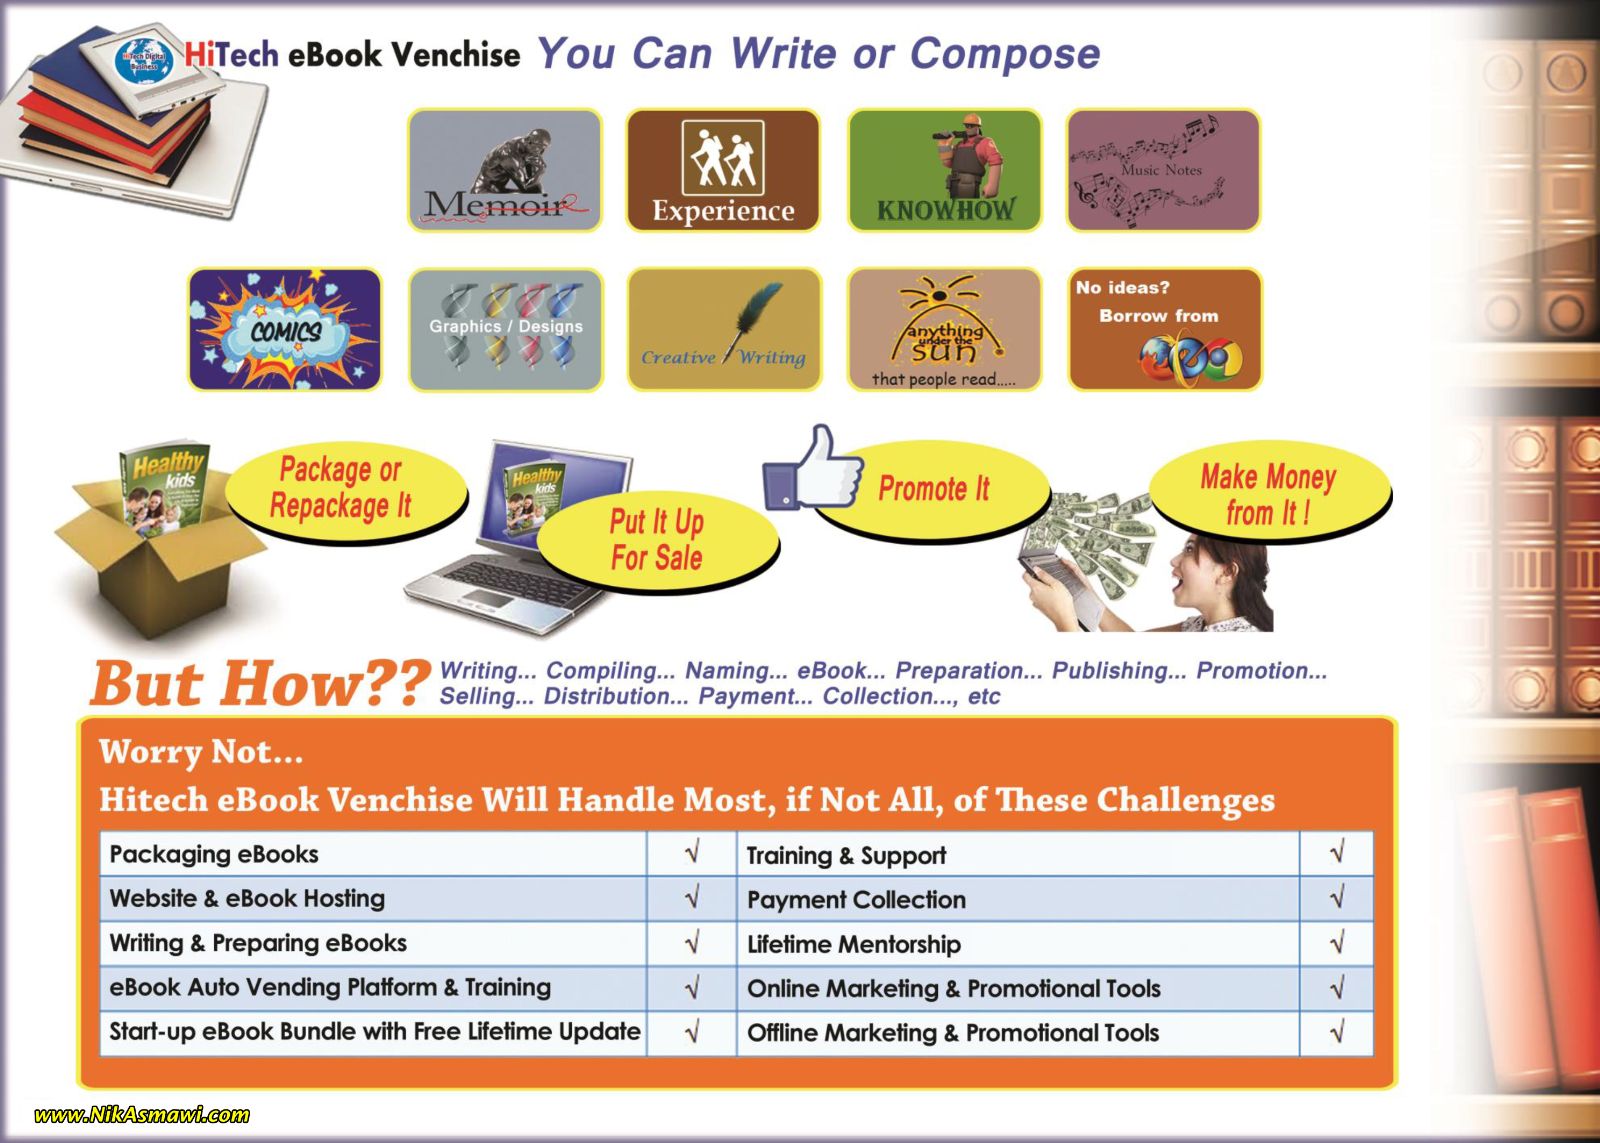 HiTech Digital
Business
HiTech eBook Venchise You Can Write or Compose
Memoir
Experience
KNOWHOW
Music Notes
COMICS
Graphics / Designs
Creative Writing
anything
under the
sun
that people read.....
No ideas?
Borrow from
Healthy
kids
Package or
Repackage It
Healthy
kids
Put It Up
For Sale
Promote It
Make Money
from It !
But How??
Writing... Compiling... Naming... eBook... Preparation... Publishing... Promotion...
Selling... Distribution... Payment... Collection..., etc
Worry Not...
Hitech eBook Venchise Will Handle Most, if Not All, of These Challenges
Packaging eBooks √ Training & Support √
Website & eBook Hosting √ Payment Collection √
Writing & Preparing eBooks √ Lifetime Mentorship √
eBook Auto Vending Platform & Training √ Online Marketing & Promotional Tools √
Start-up eBook Bundle with Free Lifetime Update √ Offline Marketing & Promotional Tools √
www.NikAsmawi.com